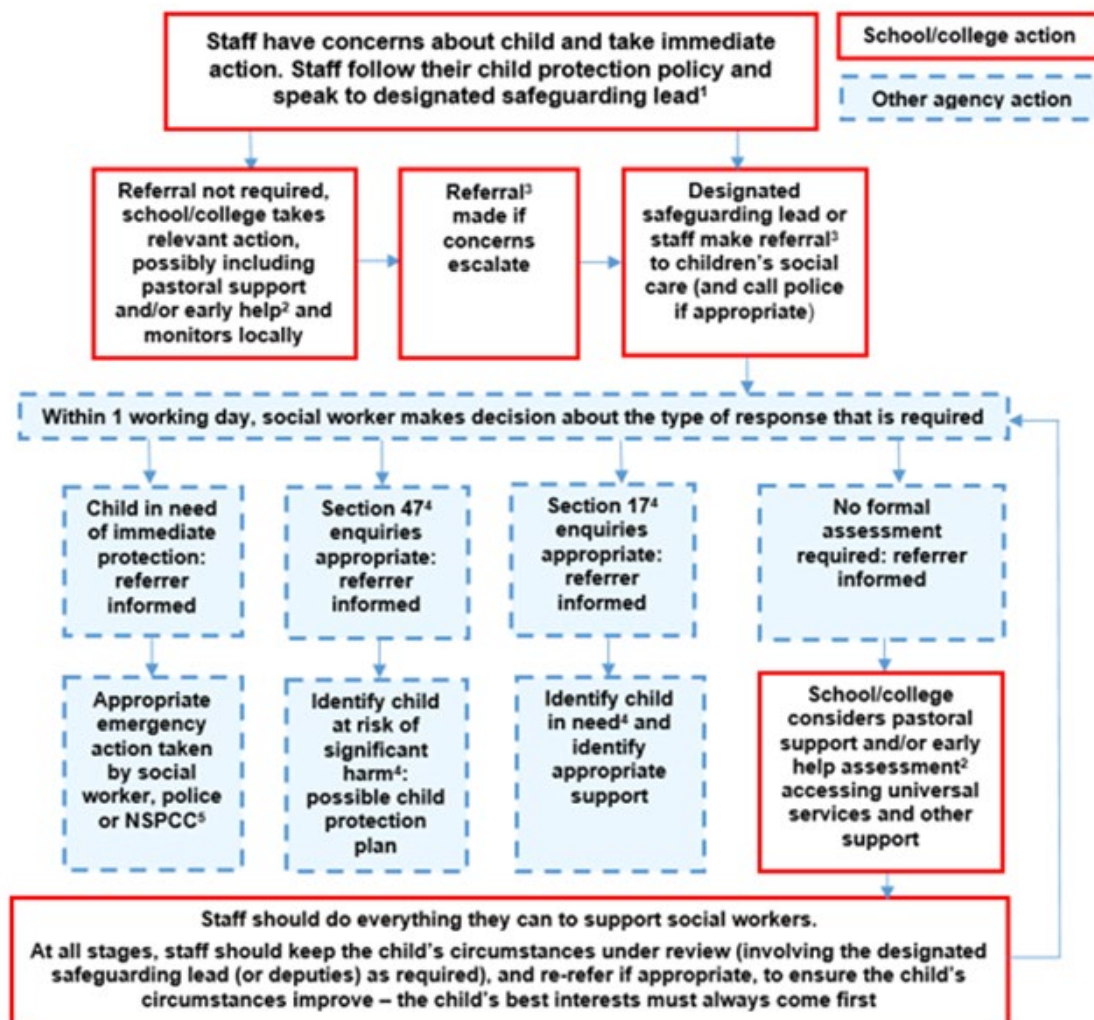 Staff have concerns about child and take immediate
action. Staff follow their child protection policy and
speak to designated safeguarding lead¹
School/college action
Other agency action
Referral not required,
school/college takes
relevant action,
possibly including
pastoral support
and/or early help² and
monitors locally
Referral³
made if
concerns
escalate
Designated
safeguarding lead or
staff make referral³
to children's social
care (and call police
if appropriate)
Within 1 working day, social worker makes decision about the type of response that is required
Child in need
of immediate
protection:
referrer
informed
Section 47⁴
enquiries
appropriate:
referrer
informed
Section 17⁴
enquiries
appropriate:
referrer
informed
No formal
assessment
required: referrer
informed
Appropriate
emergency
action taken
by social
worker, police
or NSPCC⁵
Identify child
at risk of
significant
harm⁴:
possible child
protection
plan
Identify child
in need⁴ and
identify
appropriate
support
School/college
considers pastoral
support and/or early
help assessment²
accessing universal
services and other
support
Staff should do everything they can to support social workers.
At all stages, staff should keep the child's circumstances under review (involving the designated
safeguarding lead (or deputies) as required), and re-refer if appropriate, to ensure the child's
circumstances improve – the child's best interests must always come first